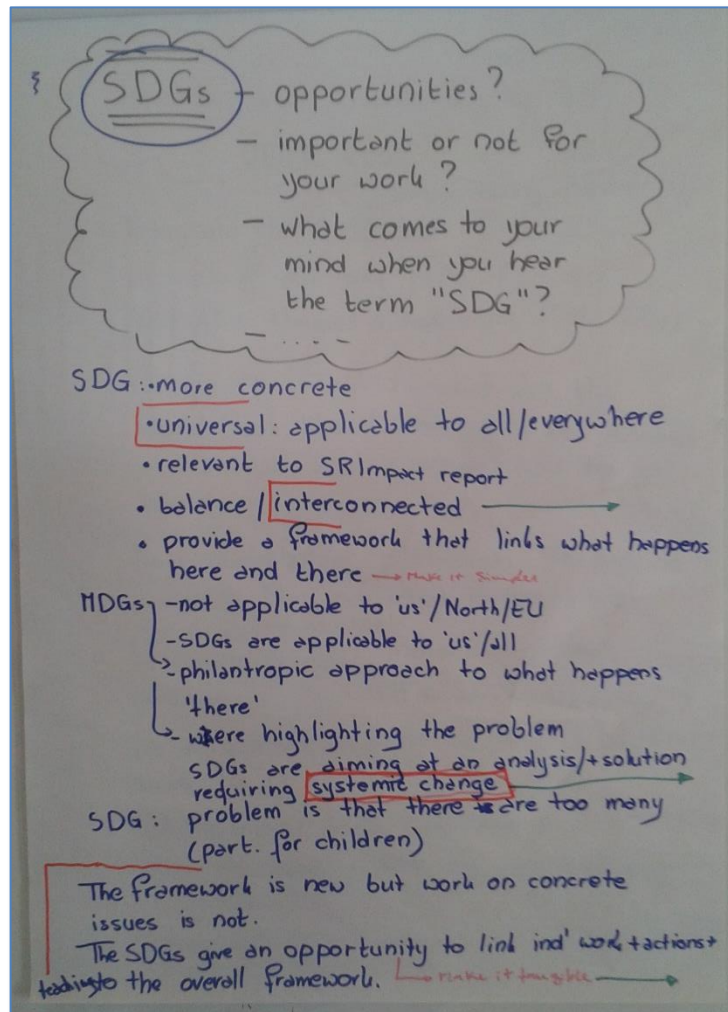 SDGs - opportunities?
- important or not for
your work?
- what comes to your
mind when you hear
the term "SDG"?
- ....
SDG: • more concrete
• universal: applicable to all/everywhere
• relevant to SRImpact report
• balance / interconnected
• provide a framework that links what happens
here and there → make it simpler
MDGs - not applicable to 'us'/North/EU
- SDGs are applicable to 'us'/all
- philantropic approach to what happens
'there'
- were highlighting the problem
SDGs are aiming at an analysis/+solution
requiring systemic change
SDG: problem is that there are too many
(part. for children)
The framework is new but work on concrete
issues is not.
The SDGs give an opportunity to link ind' work +actions+
to the overall framework. → make it tangible